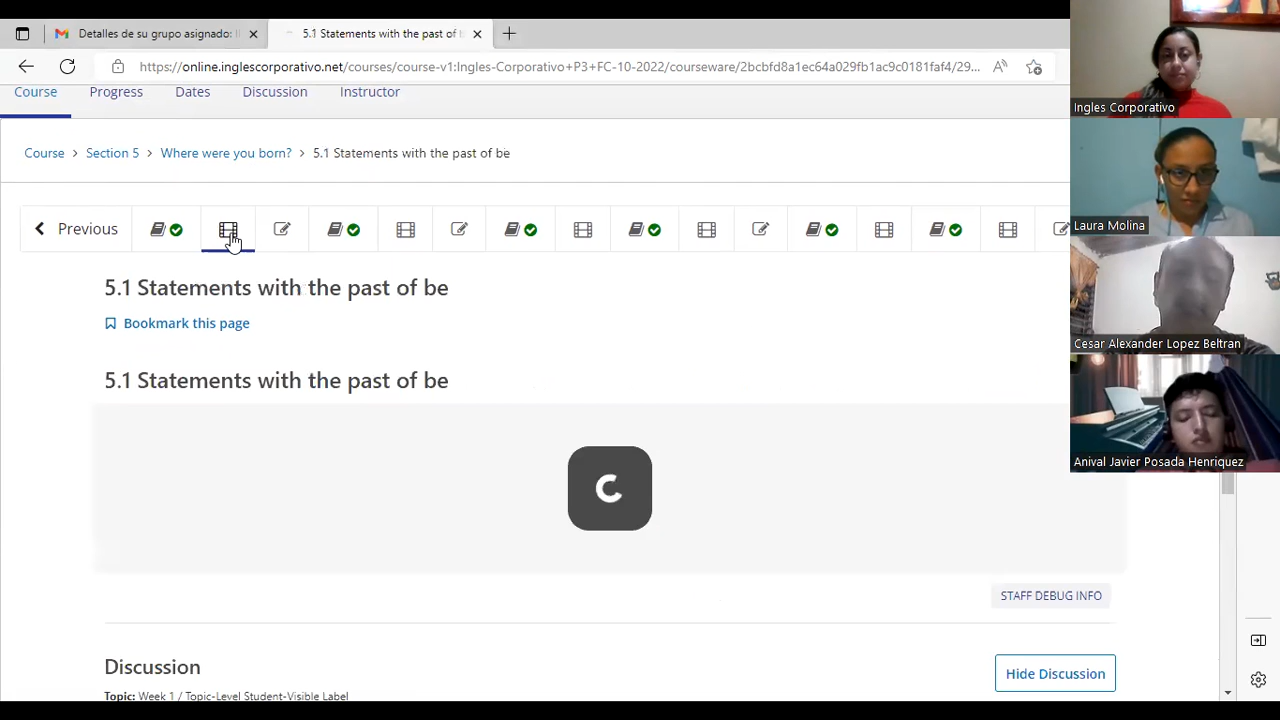 Detalles de su grupo asignado: I
5.1 Statements with the past of b
https://online.inglescorporativo.net/courses/course-v1:Ingles-Corporativo+P3+FC-10-2022/courseware/2bcbfd8a1ec64a029fb1ac9c0181faf4/29...
Course
Progress
Dates
Discussion
Instructor
Course > Section 5 > Where were you born? > 5.1 Statements with the past of be
Previous
5.1 Statements with the past of be
Bookmark this page
5.1 Statements with the past of be
STAFF DEBUG INFO
Discussion
Hide Discussion
Topic: Week 1 / Topic-Level Student-Visible Label
Ingles Corporativo
Laura Molina
Cesar Alexander Lopez Beltran
Anival Javier Posada Henriquez